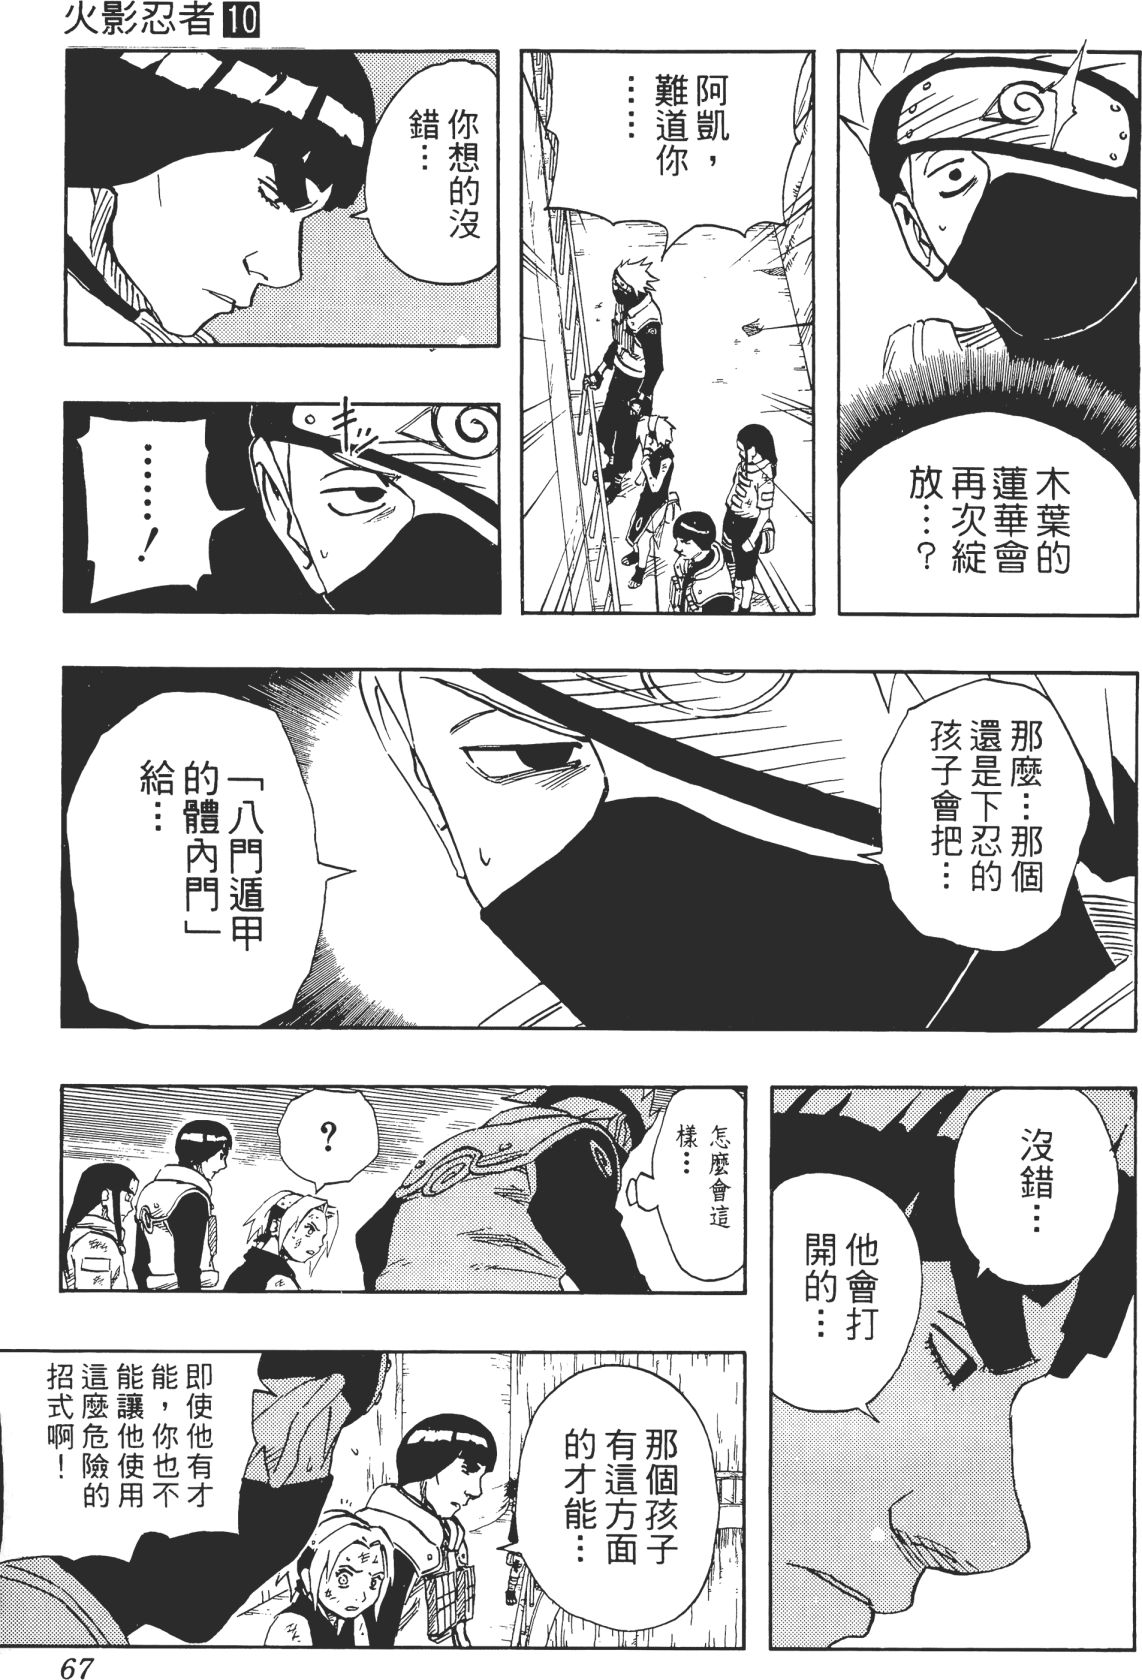 火影忍者10
木葉的
蓮華會
再次綻
放…？
阿凱，
難道你
……
你想的沒
錯…
ギッ
……！
那麼…那個
還是下忍的
孩子會把…
「八門遁甲
的體內門」
給…
沒錯…
他會打
開的…
怎麼會這
樣…
？
那個孩子
有這方面
的才能…
即使他有才
能，你也不
能讓他使用
這麼危險的
招式啊！
67